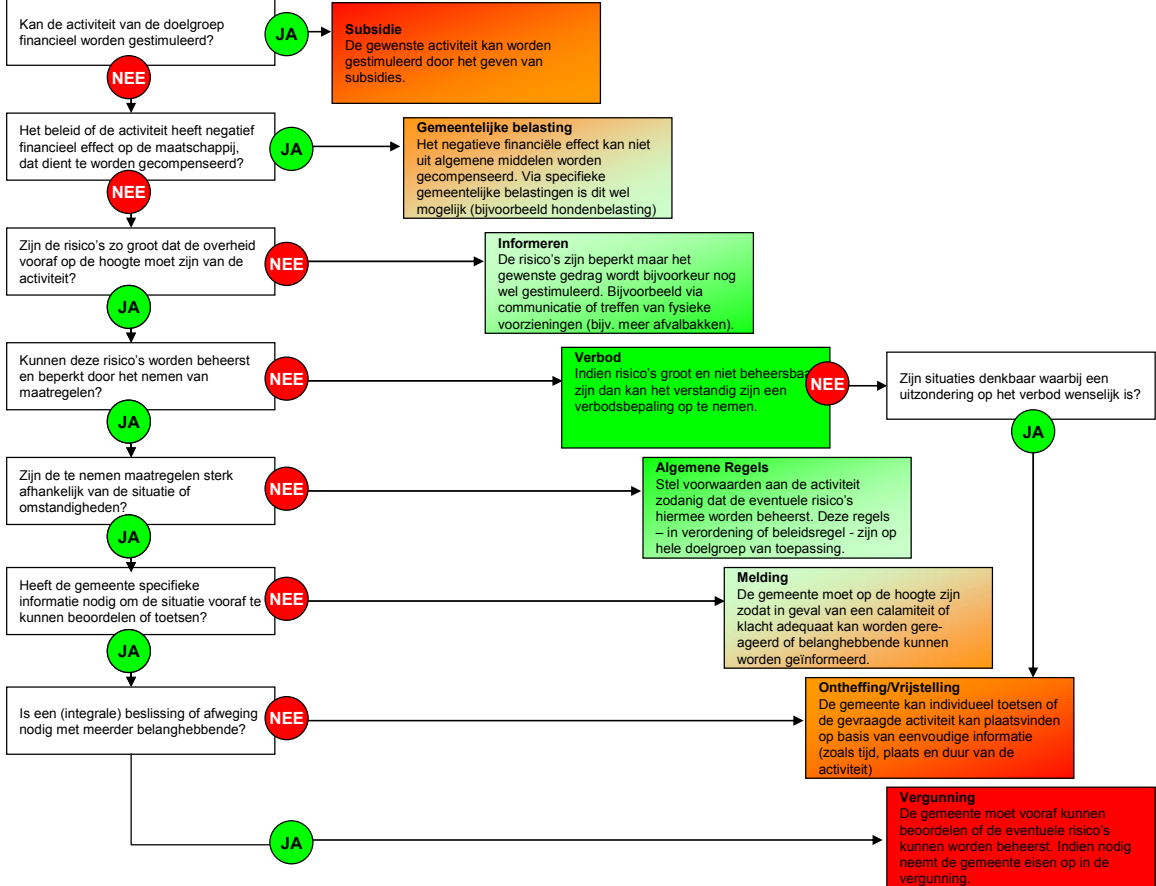 Kan de activiteit van de doelgroep
financieel worden gestimuleerd?
JA
Subsidie
De gewenste activiteit kan worden
gestimuleerd door het geven van
subsidies.
NEE
Het beleid of de activiteit heeft negatief
financieel effect op de maatschappij,
dat dient te worden gecompenseerd?
JA
Gemeentelijke belasting
Het negatieve financiële effect kan niet
uit algemene middelen worden
gecompenseerd. Via specifieke
gemeentelijke belastingen is dit wel
mogelijk (bijvoorbeeld hondenbelasting)
NEE
Zijn de risico's zo groot dat de overheid
vooraf op de hoogte moet zijn van de
activiteit?
NEE
Informeren
De risico's zijn beperkt maar het
gewenste gedrag wordt bijvoorkeur nog
wel gestimuleerd. Bijvoorbeeld via
communicatie of treffen van fysieke
voorzieningen (bijv. meer afvalbakken).
JA
Kunnen deze risico's worden beheerst
en beperkt door het nemen van
maatregelen?
NEE
Verbod
Indien risico's groot en niet beheersbaar
zijn dan kan het verstandig zijn een
verbodsbepaling op te nemen.
NEE
Zijn situaties denkbaar waarbij een
uitzondering op het verbod wenselijk is?
JA
JA
Zijn de te nemen maatregelen sterk
afhankelijk van de situatie of
omstandigheden?
NEE
Algemene Regels
Stel voorwaarden aan de activiteit
zodanig dat de eventuele risico's
hiermee worden beheerst. Deze regels
– in verordening of beleidsregel - zijn op
hele doelgroep van toepassing.
JA
Heeft de gemeente specifieke
informatie nodig om de situatie vooraf te
kunnen beoordelen of toetsen?
NEE
Melding
De gemeente moet op de hoogte zijn
zodat in geval van een calamiteit of
klacht adequaat kan worden gere-
ageerd of belanghebbende kunnen
worden geïnformeerd.
JA
Is een (integrale) beslissing of afweging
nodig met meerder belanghebbende?
NEE
Ontheffing/Vrijstelling
De gemeente kan individueel toetsen of
de gevraagde activiteit kan plaatsvinden
op basis van eenvoudige informatie
(zoals tijd, plaats en duur van de
activiteit)
JA
Vergunning
De gemeente moet vooraf kunnen
beoordelen of de eventuele risico's
kunnen worden beheerst. Indien nodig
neemt de gemeente eisen op in de
vergunning.